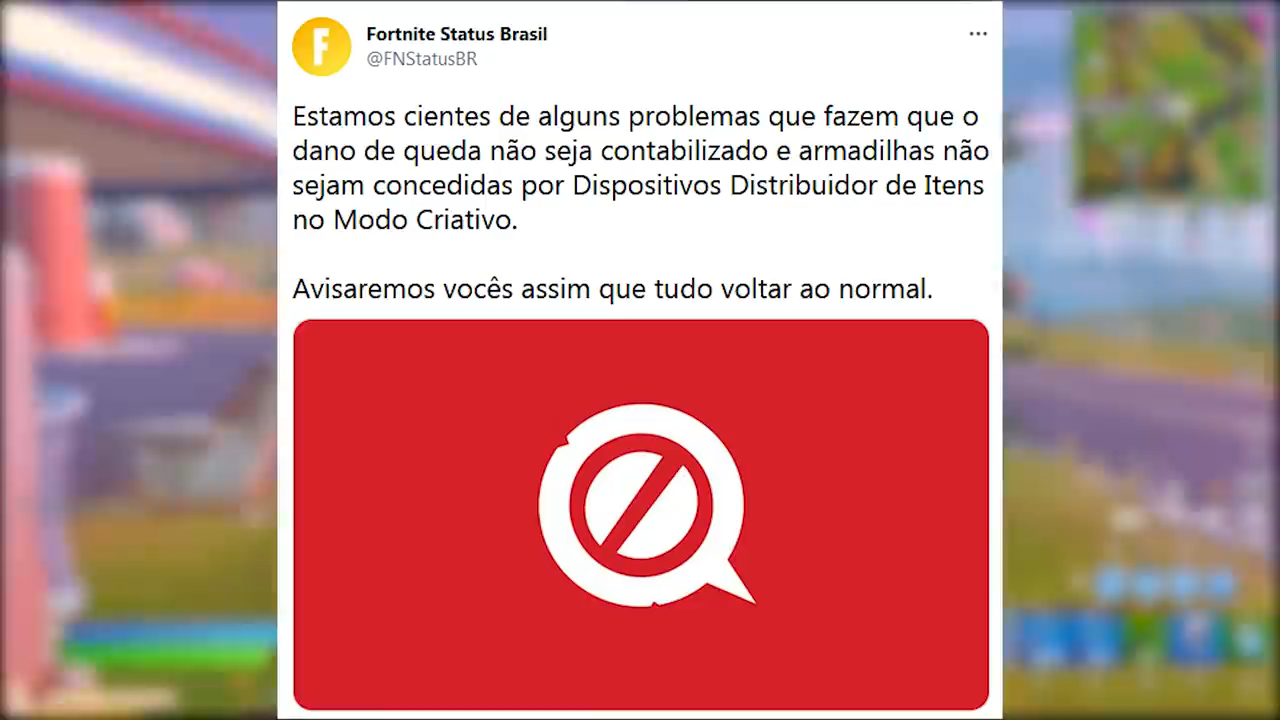 Fortnite Status Brasil
@FNStatusBR
Estamos cientes de alguns problemas que fazem que o
dano de queda não seja contabilizado e armadilhas não
sejam concedidas por Dispositivos Distribuidor de Itens
no Modo Criativo.
Avisaremos vocês assim que tudo voltar ao normal.